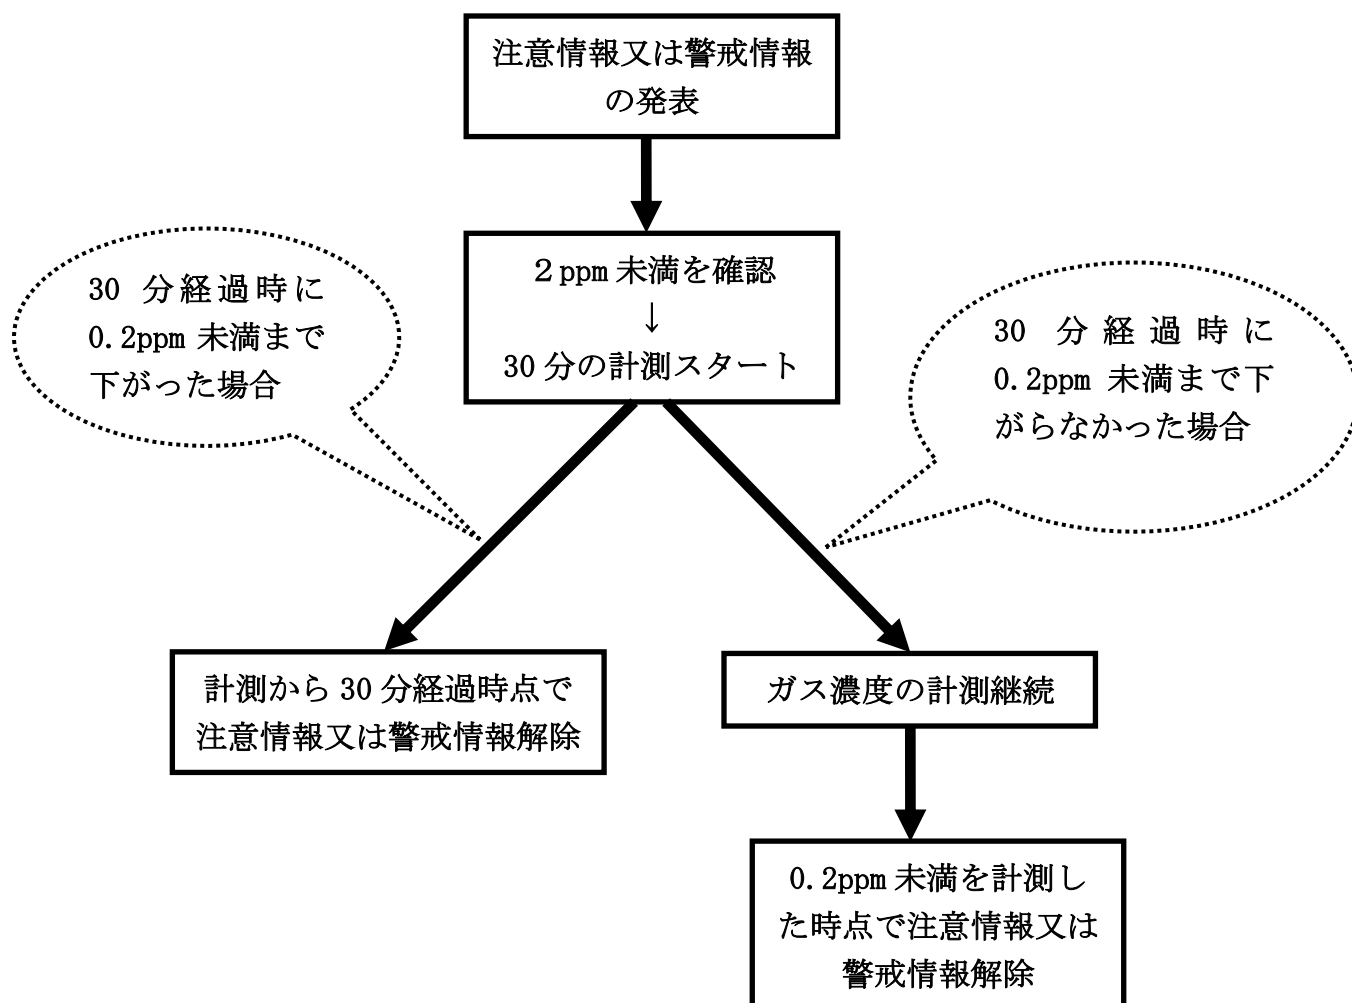 注意情報又は警戒情報
の発表
２ppm 未満を確認
↓
30 分の計測スタート
30 分経過時に
0.2ppm 未満まで
下がった場合
30 分経過時に
0.2ppm 未満まで下
がらなかった場合
計測から 30 分経過時点で
注意情報又は警戒情報解除
ガス濃度の計測継続
0.2ppm 未満を計測し
た時点で注意情報又は
警戒情報解除